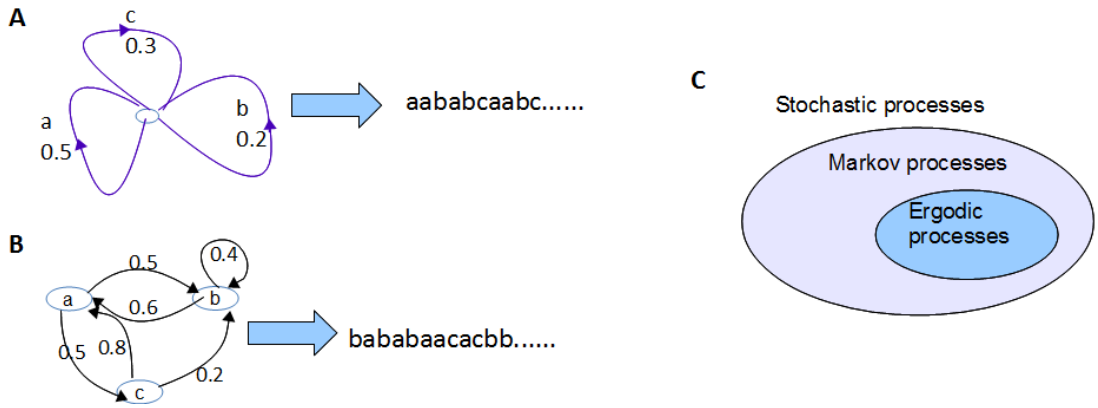 A
c
0.3
a
0.5
b
0.2
aababcaabc......
B
0.5
0.4
a
b
0.6
0.5
0.8
0.2
c
bababaacacbb......
C
Stochastic processes
Markov processes
Ergodic
processes